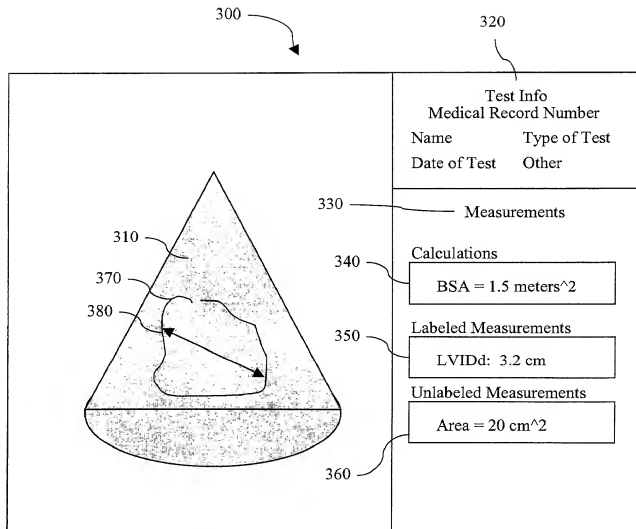 300
320
Test Info
Medical Record Number
Name Type of Test
Date of Test Other
330
Measurements
310
Calculations
340
BSA = 1.5 meters^2
370
380
Labeled Measurements
350
LVIDd: 3.2 cm
Unlabeled Measurements
Area = 20 cm^2
360